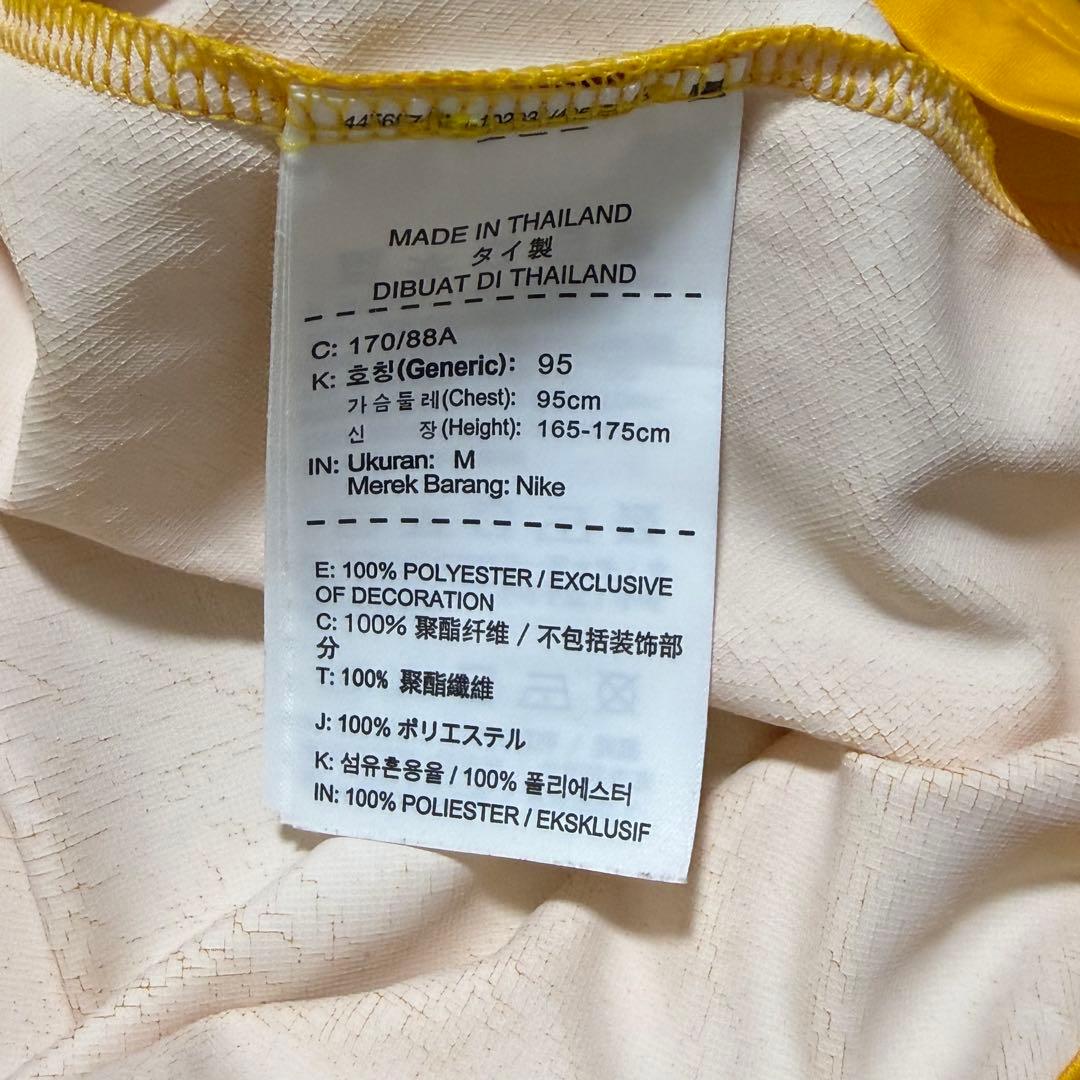 MADE IN THAILAND
タイ製
DIBUAT DI THAILAND
C: 170/88A
K: 호칭(Generic): 95
가슴둘레(Chest): 95cm
신 장(Height): 165-175cm
IN: Ukuran: M
Merek Barang: Nike
E: 100% POLYESTER / EXCLUSIVE
OF DECORATION
C: 100% 聚酯纤维 / 不包括装饰部
分
T: 100% 聚酯纖維
J: 100% ポリエステル
K: 섬유혼용율 / 100% 폴리에스터
IN: 100% POLIESTER / EKSKLUSIF